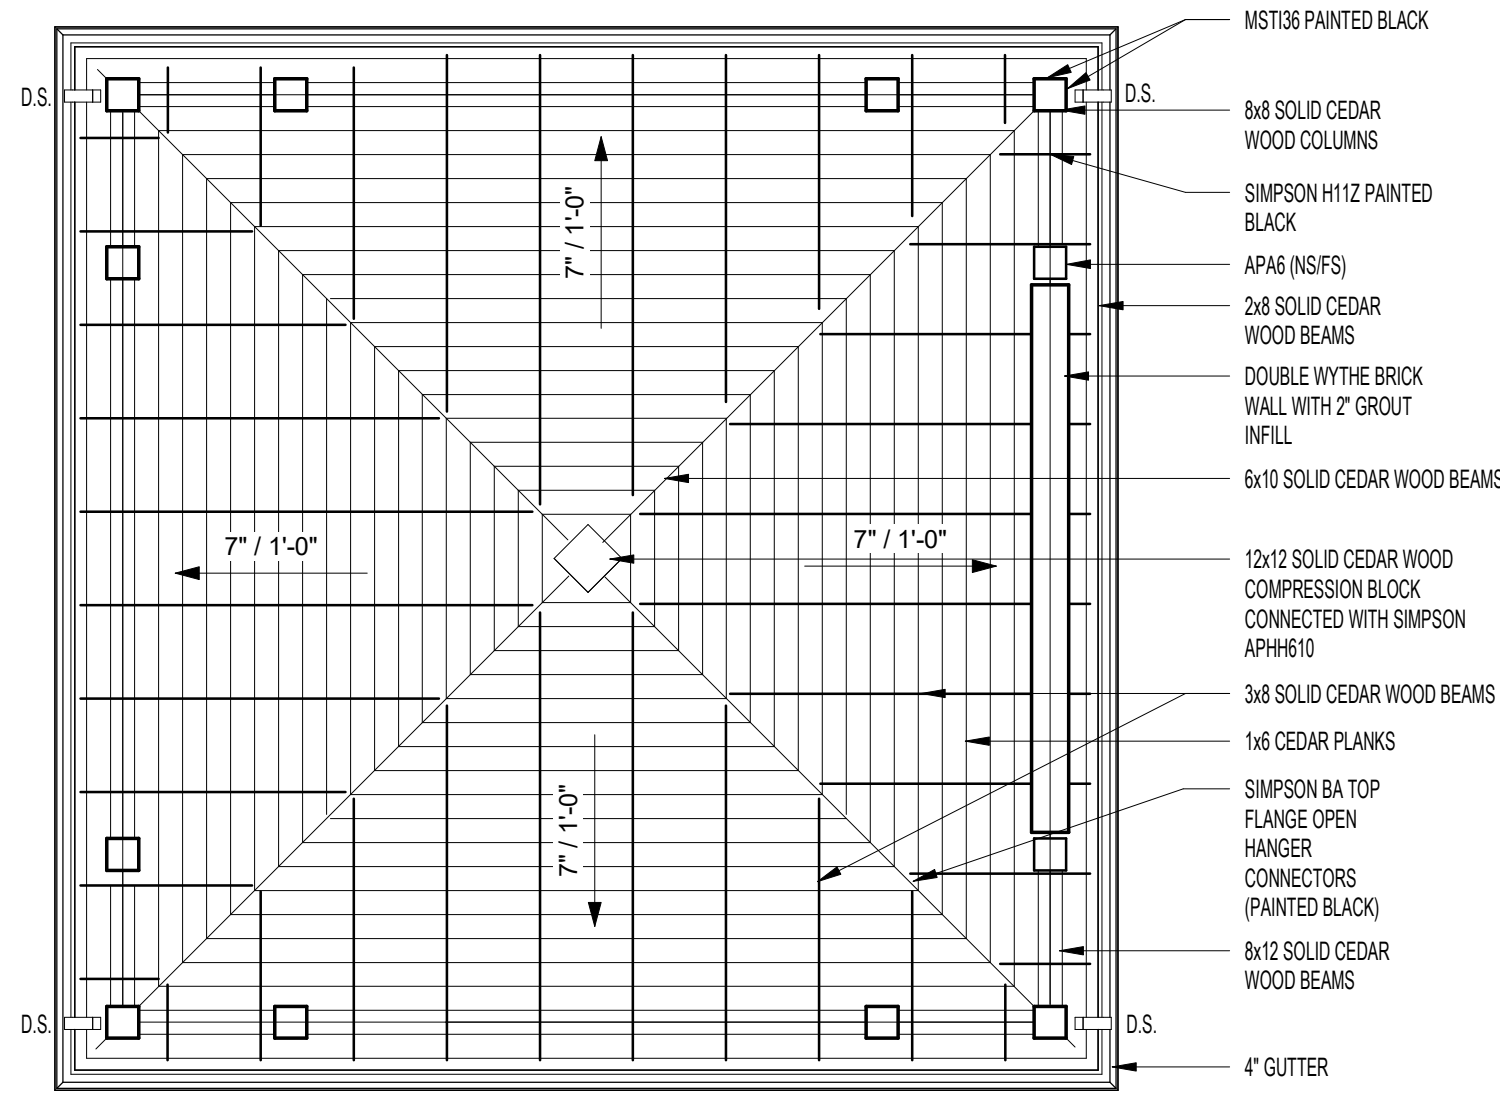 MSTI36 PAINTED BLACK
D.S.
D.S.
8x8 SOLID CEDAR
WOOD COLUMNS
SIMPSON H11Z PAINTED
BLACK
7" / 1'-0"
APA6 (NS/FS)
2x8 SOLID CEDAR
WOOD BEAMS
DOUBLE WYTHE BRICK
WALL WITH 2" GROUT
INFILL
6x10 SOLID CEDAR WOOD BEAMS
7" / 1'-0"
7" / 1'-0"
12x12 SOLID CEDAR WOOD
COMPRESSION BLOCK
CONNECTED WITH SIMPSON
APHH610
3x8 SOLID CEDAR WOOD BEAMS
1x6 CEDAR PLANKS
7" / 1'-0"
SIMPSON BA TOP
FLANGE OPEN
HANGER
CONNECTORS
(PAINTED BLACK)
8x12 SOLID CEDAR
WOOD BEAMS
D.S.
D.S.
4" GUTTER